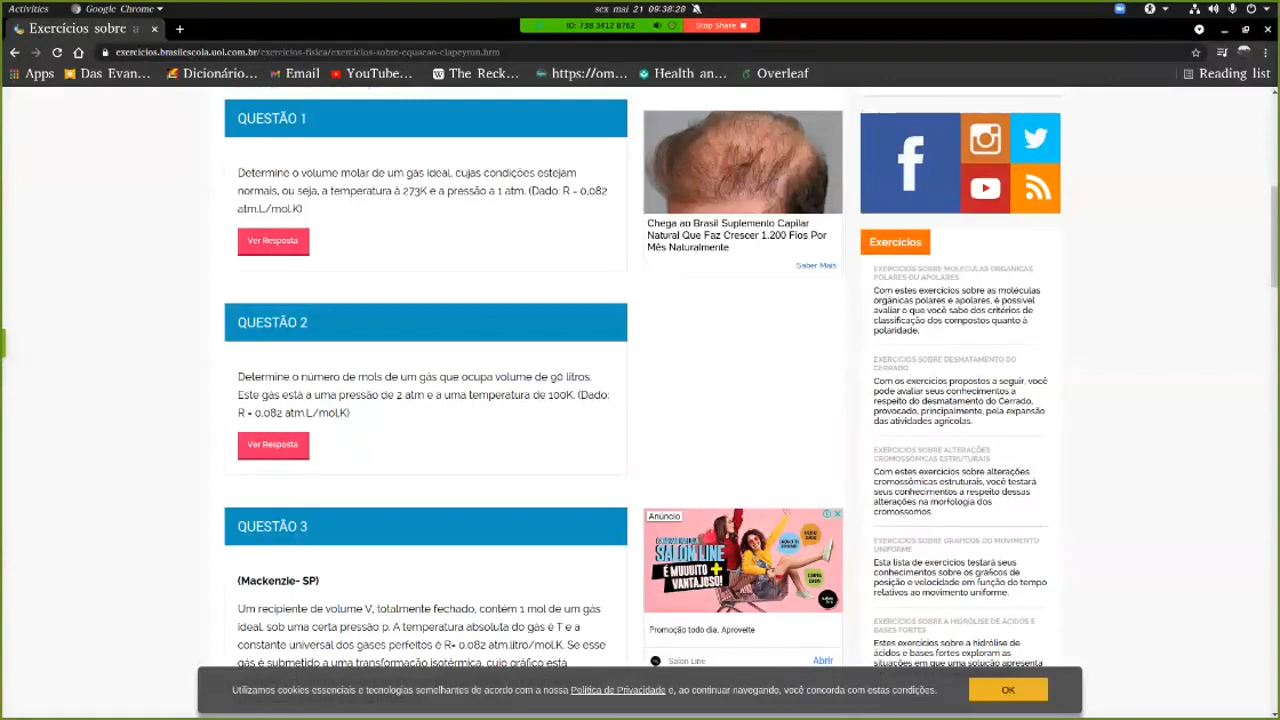 Activities
Google Chrome
sex mai 21 09:38:28
ID: 738 3412 8762
Stop Share
Exercícios sobre a
exercicios.brasilescola.uol.com.br/exercicios-fisica/exercicios-sobre-equacao-clapeyron.htm
Apps
Das Evan...
Dicionário...
Email
YouTube...
The Reck...
https://om...
Health an...
Overleaf
Reading list
QUESTÃO 1
Determine o volume molar de um gás ideal, cujas condições estejam
normais, ou seja, a temperatura à 273K e a pressão a 1 atm. (Dado: R = 0,082
atm.L/mol.K)
Ver Resposta
QUESTÃO 2
Determine o número de mols de um gás que ocupa volume de 90 litros.
Este gás está a uma pressão de 2 atm e a uma temperatura de 100K. (Dado:
R = 0,082 atm.L/mol.K)
Ver Resposta
QUESTÃO 3
(Mackenzie- SP)
Um recipiente de volume V, totalmente fechado, contém 1 mol de um gás
ideal, sob uma certa pressão p. A temperatura absoluta do gás é T e a
constante universal dos gases perfeitos é R= 0,082 atm.litro/mol.K. Se esse
gás é submetido a uma transformação isotérmica, cujo gráfico está
Chega ao Brasil Suplemento Capilar
Natural Que Faz Crescer 1.200 Fios Por
Mês Naturalmente
Saber Mais
Anúncio
SALON LINE
É MUUUITO +
VANTAJOSO!
Promoção todo dia. Aproveite
Salon Line
Abrir
Exercícios
EXERCÍCIOS SOBRE MOLÉCULAS ORGÂNICAS
POLARES OU APOLARES
Com estes exercícios sobre as moléculas
orgânicas polares e apolares, é possível
avaliar o que você sabe dos critérios de
classificação dos compostos quanto à
polaridade.
EXERCÍCIOS SOBRE DESMATAMENTO DO
CERRADO
Com os exercícios propostos a seguir, você
pode avaliar seus conhecimentos a
respeito do desmatamento do Cerrado,
provocado, principalmente, pela expansão
das atividades agrícolas.
EXERCÍCIOS SOBRE ALTERAÇÕES
CROMOSSÔMICAS ESTRUTURAIS
Com estes exercícios sobre alterações
cromossômicas estruturais, você testará
seus conhecimentos a respeito dessas
alterações na morfologia dos
cromossomos.
EXERCÍCIOS SOBRE GRÁFICOS DO MOVIMENTO
UNIFORME
Esta lista de exercícios testará seus
conhecimentos sobre os gráficos de
posição e velocidade em função do tempo
relativos ao movimento uniforme.
EXERCÍCIOS SOBRE A HIDRÓLISE DE ÁCIDOS E
BASES FORTES
Estes exercícios sobre a hidrólise de
ácidos e bases fortes exploram as
situações em que uma solução apresenta
Utilizamos cookies essenciais e tecnologias semelhantes de acordo com a nossa Política de Privacidade e, ao continuar navegando, você concorda com estas condições.
OK